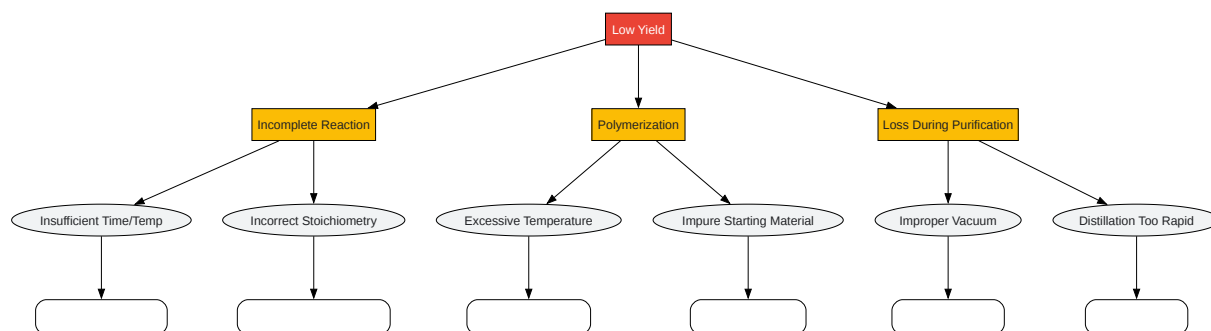 Low Yield
Incomplete Reaction
Polymerization
Loss During Purification
Insufficient Time/Temp
Incorrect Stoichiometry
Excessive Temperature
Impure Starting Material
Improper Vacuum
Distillation Too Rapid